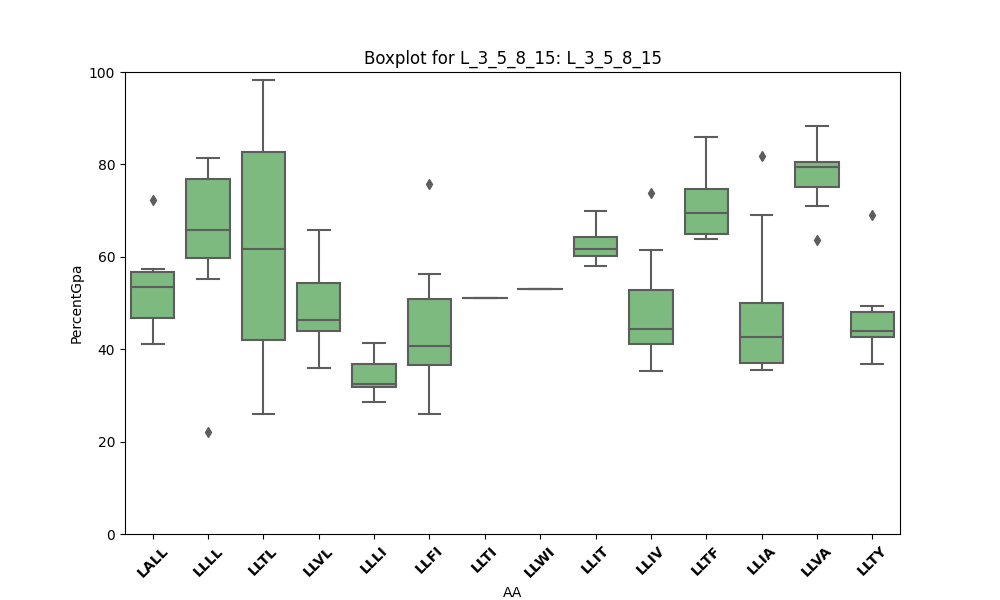 Boxplot for L_3_5_8_15: L_3_5_8_15
100
80
60
40
20
0
PercentGpa
LALL
LLLL
LLTL
LLVL
LLLI
LLFI
LLTI
LLWI
LLIT
LLIV
LLTF
LLIA
LLVA
LLTY
AA